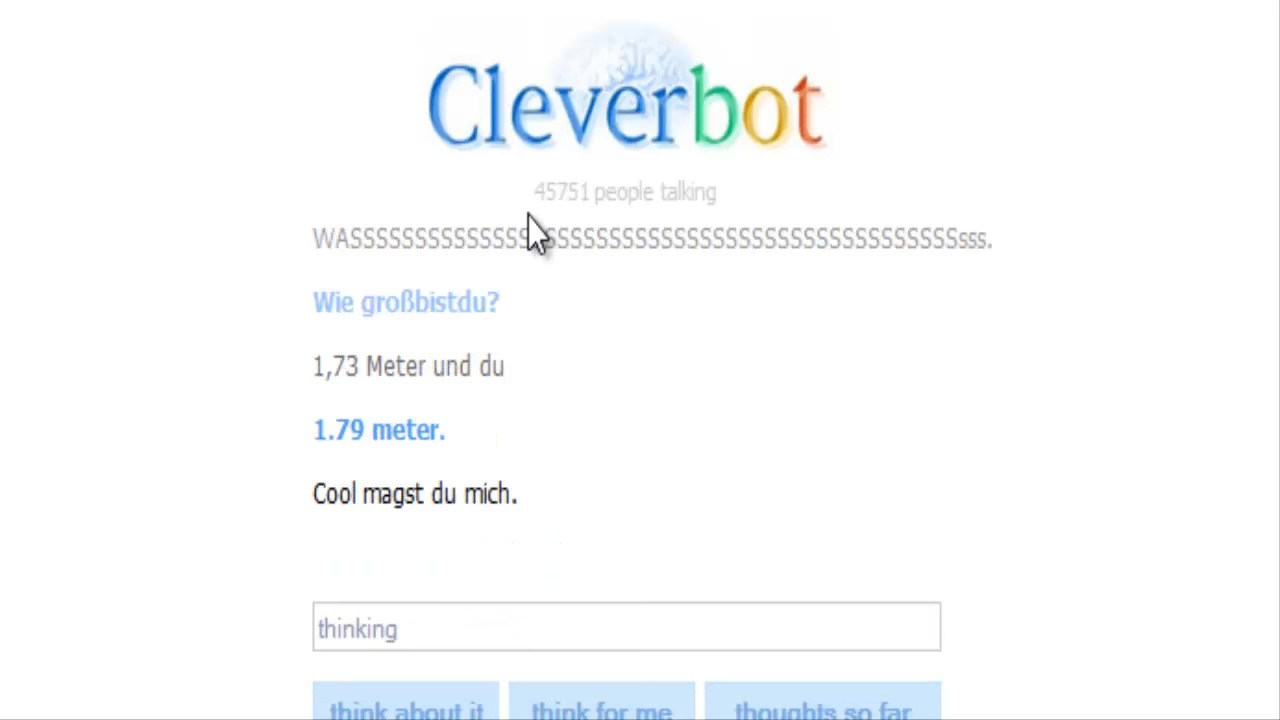 Cleverbot
45751 people talking
WASSSSSSSSSSSSSSSSSSSSSSSSSSSSSSSSSSSSSSSSSSSSSSsss.
Wie großbistdu?
1,73 Meter und du
1.79 meter.
Cool magst du mich.
thinking
think about it think for me thoughts so far